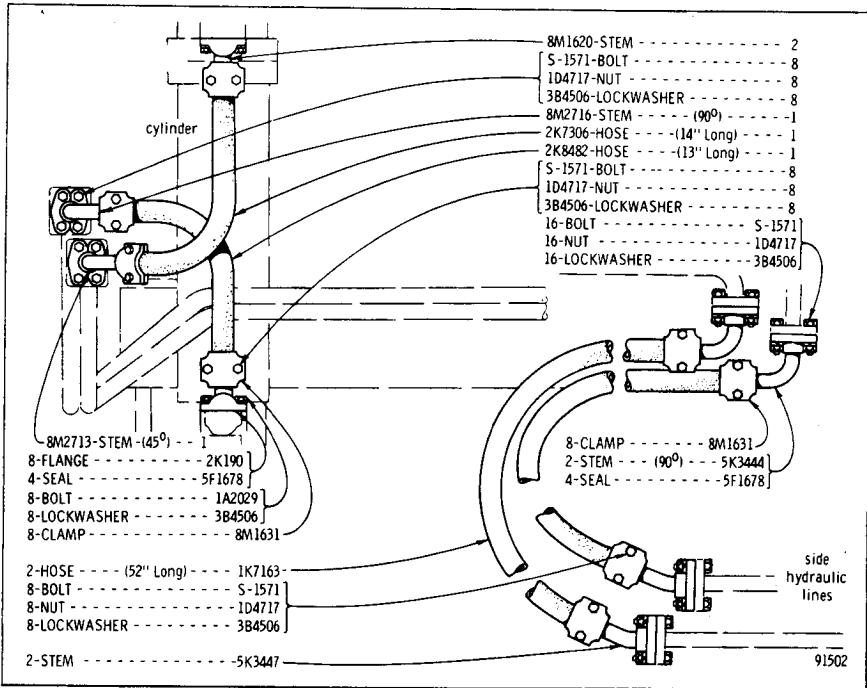 8M1620-STEM - - - - - - - - - - - - - - - - 2
S-1571-BOLT - - - - - - - - - - - - - - - 8
1D4717-NUT - - - - - - - - - - - - - - - 8
3B4506-LOCKWASHER - - - - - - - - - - 8
8M2716-STEM - - - - - (90°) - - - - - - - 1
2K7306-HOSE - - - -(14" Long) - - - - - 1
2K8482-HOSE - - - -(13" Long) - - - - - 1
S-1571-BOLT - - - - - - - - - - - - - - - 8
1D4717-NUT - - - - - - - - - - - - - - - 8
3B4506-LOCKWASHER - - - - - - - - - - 8
16-BOLT - - - - - - - - - - - - S-1571
16-NUT - - - - - - - - - - - - 1D4717
16-LOCKWASHER - - - - - - - 3B4506
cylinder
8M2713-STEM -(45°) - - 1
8-FLANGE - - - - - - - - - - 2K190
4-SEAL - - - - - - - - - - - 5F1678
8-BOLT - - - - - - - - - - - - 1A2029
8-LOCKWASHER - - - - - - - 3B4506
8-CLAMP - - - - - - - - - - - - 8M1631
8-CLAMP - - - - - - - - 8M1631
2-STEM - - - (90°) - - 5K3444
4-SEAL - - - - - - - - - - 5F1678
2-HOSE - - - - (52" Long) - - 1K7163
8-BOLT - - - - - - - - - - - - - S-1571
8-NUT - - - - - - - - - - - - - 1D4717
8-LOCKWASHER - - - - - - - - 3B4506
2-STEM - - - - - - - - - - - - -5K3447
side
hydraulic
lines
91502